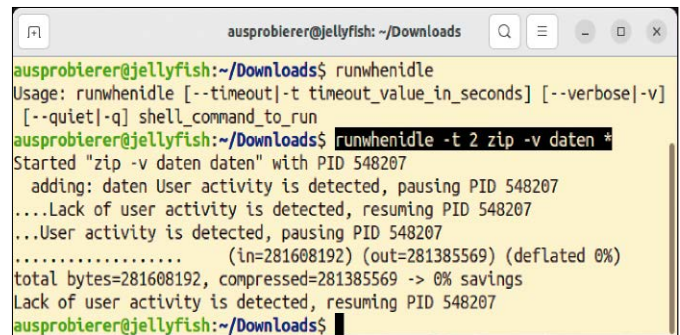 ausprobierer@jellyfish: ~/Downloads
ausprobierer@jellyfish:~/Downloads$ runwhenidle
Usage: runwhenidle [--timeout|-t timeout_value_in_seconds] [--verbose|-v]
 [--quiet|-q] shell_command_to_run
ausprobierer@jellyfish:~/Downloads$ runwhenidle -t 2 zip -v daten *
Started "zip -v daten daten" with PID 548207
  adding: daten User activity is detected, pausing PID 548207
....Lack of user activity is detected, resuming PID 548207
...User activity is detected, pausing PID 548207
...................     (in=281608192) (out=281385569) (deflated 0%)
total bytes=281608192, compressed=281385569 -> 0% savings
Lack of user activity is detected, resuming PID 548207
ausprobierer@jellyfish:~/Downloads$